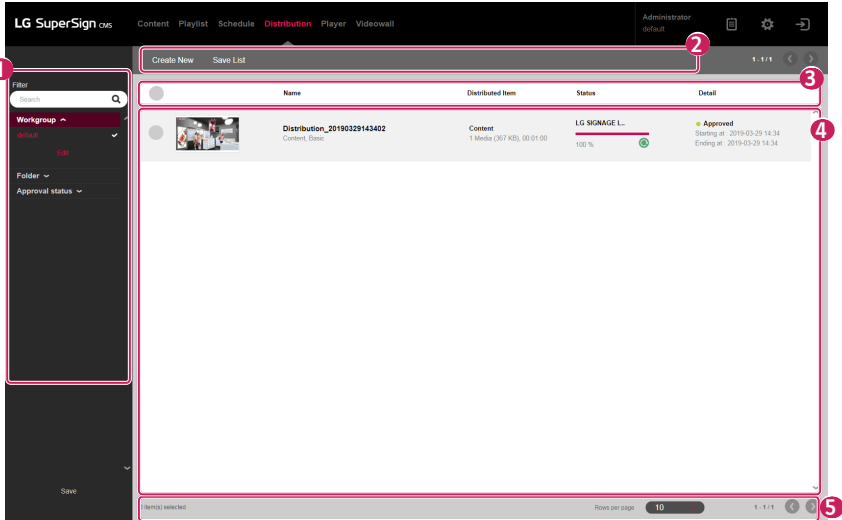 LG SuperSign CMS
Content Playlist Schedule Distribution Player Videowall
Administrator
default
2
Create New Save List
1-1/1
1
3
Filter
Search
Name Distributed Item Status Detail
Workgroup
default
Edit
Folder
Approval status
4
Distribution_20190329143402
Content, Basic
Content
1 Media (367 KB), 00:01:00
LG SIGNAGE L...
100 %
Approved
Starting at : 2019-03-29 14:34
Ending at : 2019-03-29 14:34
Save
item(s) selected
Rows per page 10
1-1/1
5